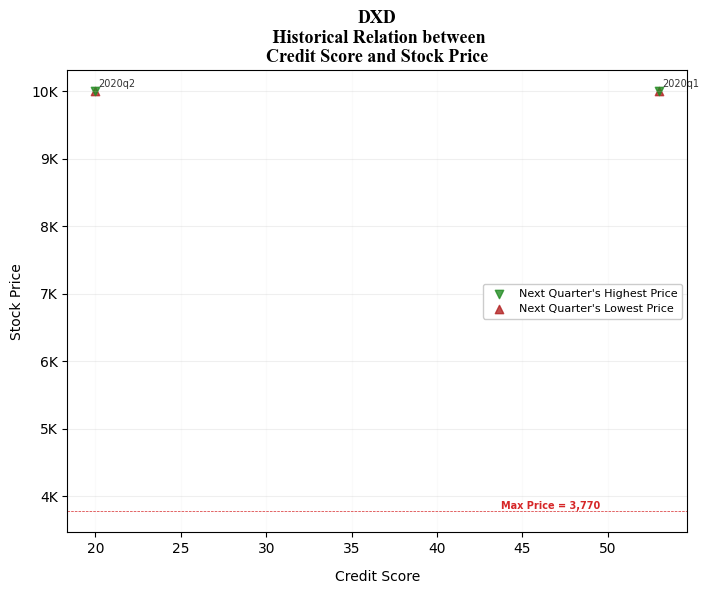 DXD
Historical Relation between
Credit Score and Stock Price
2020q2
2020q1
10K
9K
8K
7K
6K
5K
4K
Stock Price
Next Quarter's Highest Price
Next Quarter's Lowest Price
Max Price = 3,770
20 25 30 35 40 45 50
Credit Score